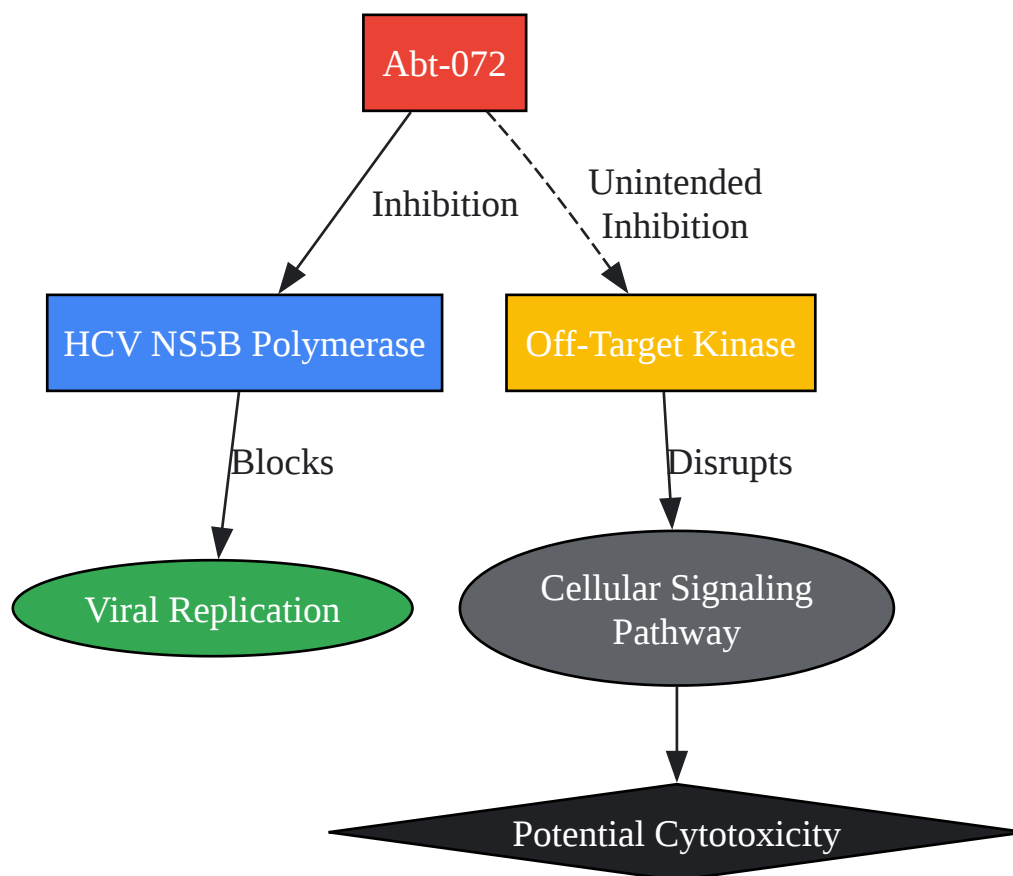 Abt-072
Inhibition
Unintended
Inhibition
HCV NS5B Polymerase
Off-Target Kinase
Blocks
Disrupts
Viral Replication
Cellular Signaling
Pathway
Potential Cytotoxicity